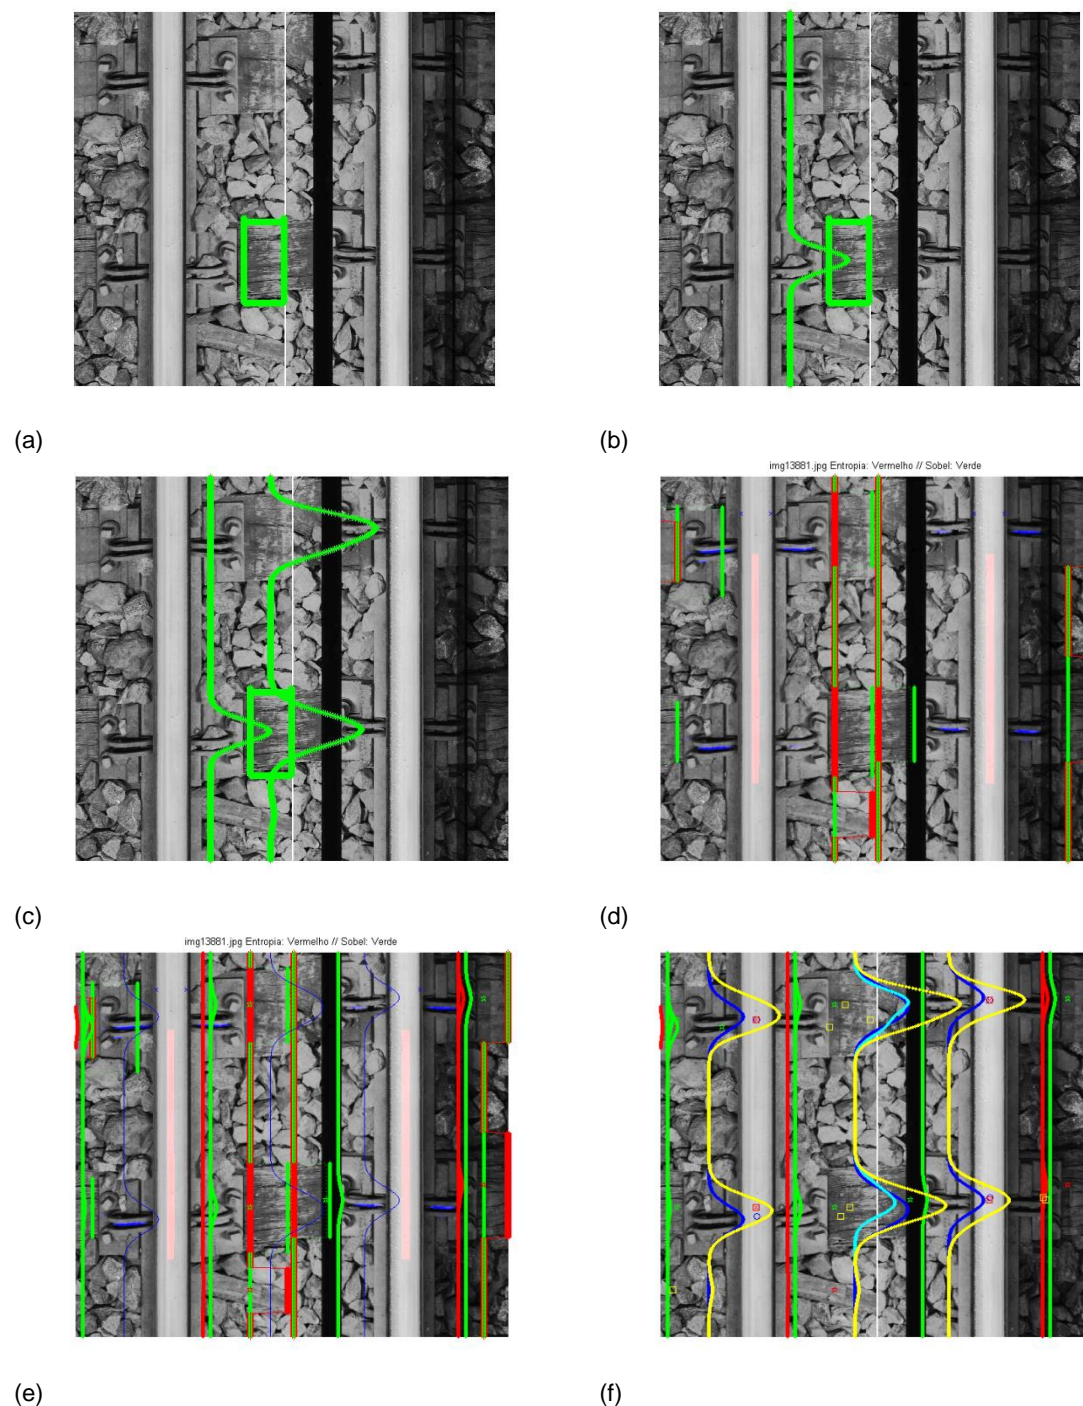 (a)
(b)
img13881.jpg Entropia: Vermelho // Sobel: Verde
(c)
(d)
img13881.jpg Entropia: Vermelho // Sobel: Verde
(e)
(f)